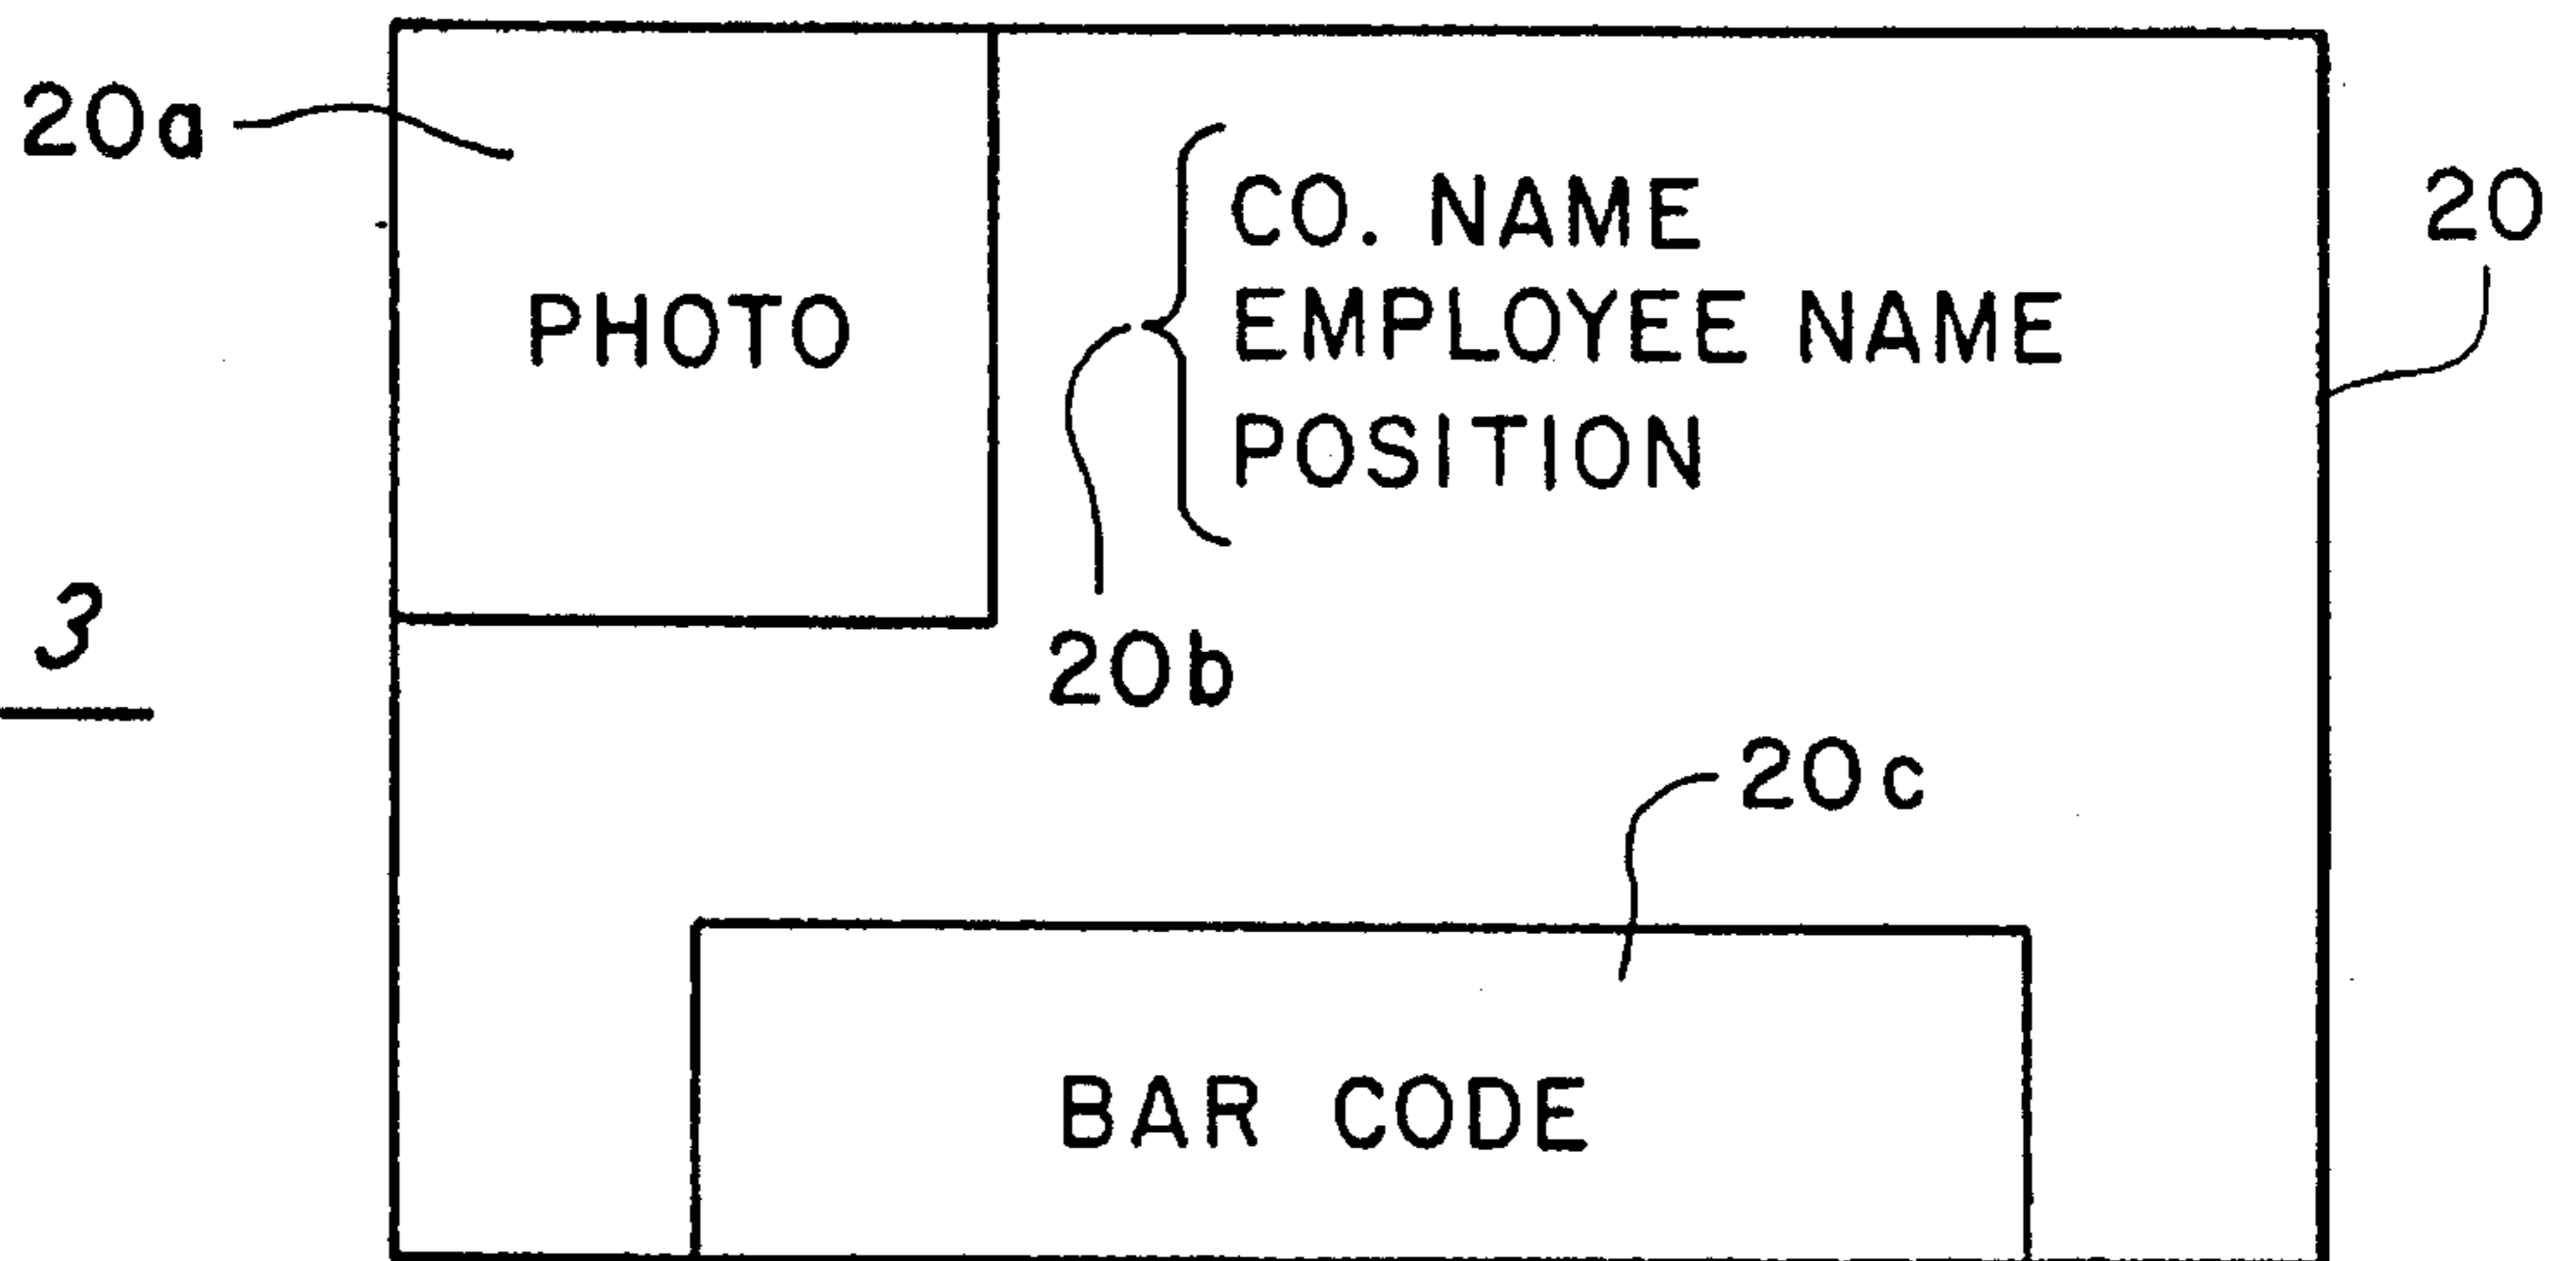 20a
CO. NAME
20
PHOTO
EMPLOYEE NAME
POSITION
3
20b
20c
BAR CODE